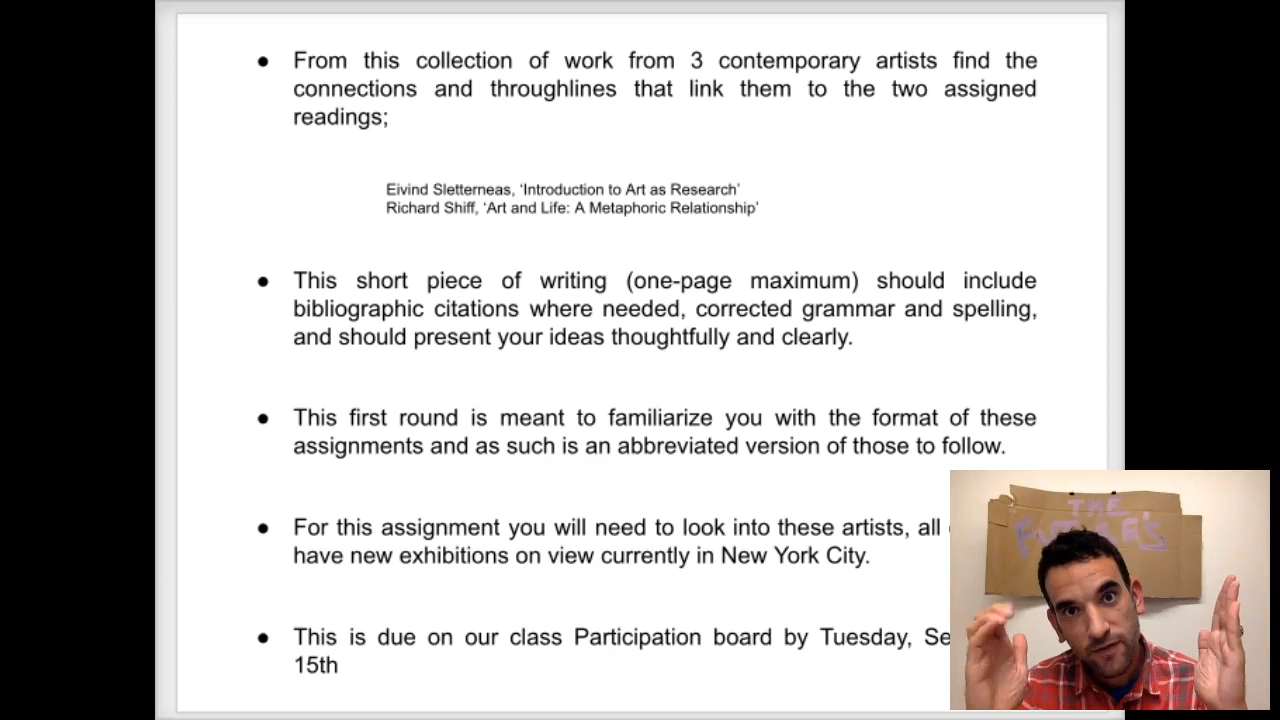 ● From this collection of work from 3 contemporary artists find the
connections and throughlines that link them to the two assigned
readings;
Eivind Sletterneas, ‘Introduction to Art as Research’
Richard Shiff, ‘Art and Life: A Metaphoric Relationship’
● This short piece of writing (one-page maximum) should include
bibliographic citations where needed, corrected grammar and spelling,
and should present your ideas thoughtfully and clearly.
● This first round is meant to familiarize you with the format of these
assignments and as such is an abbreviated version of those to follow.
● For this assignment you will need to look into these artists, all
have new exhibitions on view currently in New York City.
● This is due on our class Participation board by Tuesday,
15th
THE